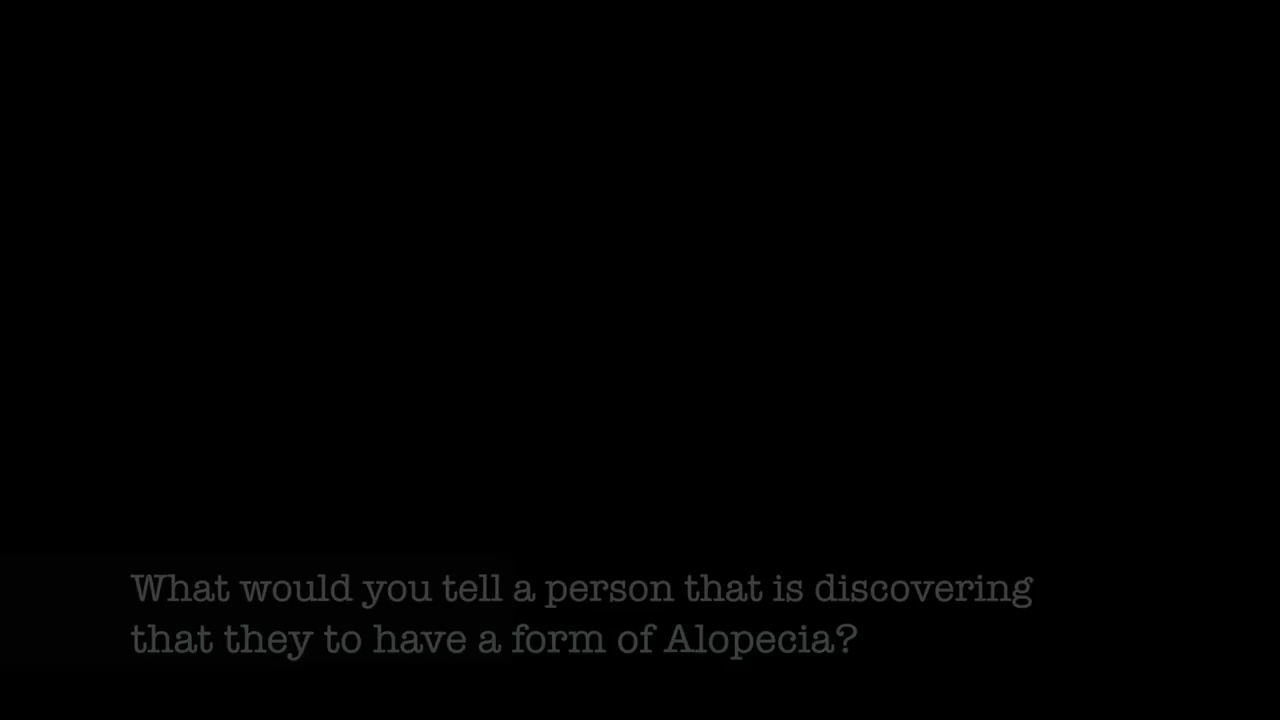 What would you tell a person that is discovering
that they to have a form of Alopecia?